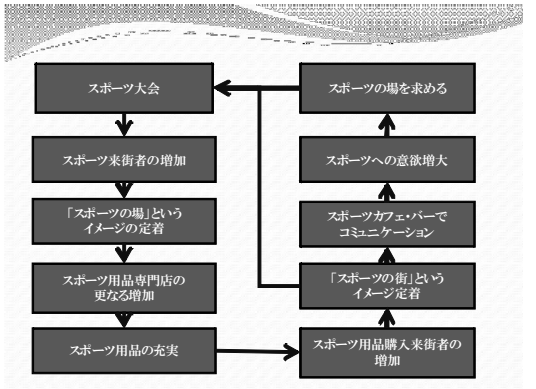 スポーツ大会
スポーツ来街者の増加
「スポーツの場」という
イメージの定着
スポーツ用品専門店の
更なる増加
スポーツ用品の充実
スポーツの場を求める
スポーツへの意欲増大
スポーツカフェ・バーで
コミュニケーション
「スポーツの街」という
イメージ定着
スポーツ用品購入来街者の
増加